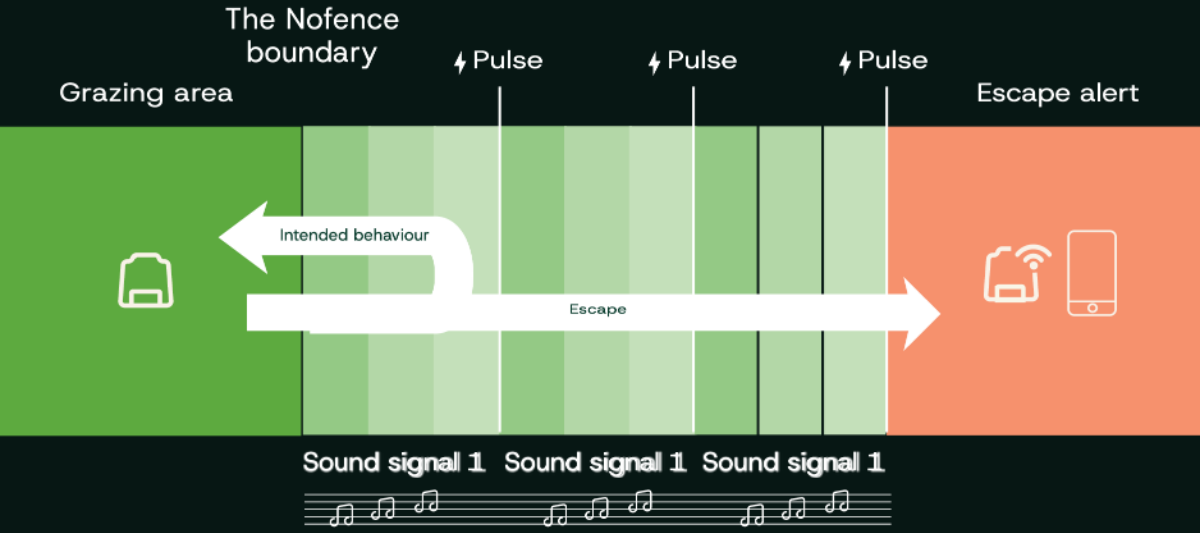 The Nofence
boundary
Pulse
Pulse
Pulse
Grazing area
Escape alert
Intended behaviour
Escape
Sound signal 1
Sound signal 1
Sound signal 1